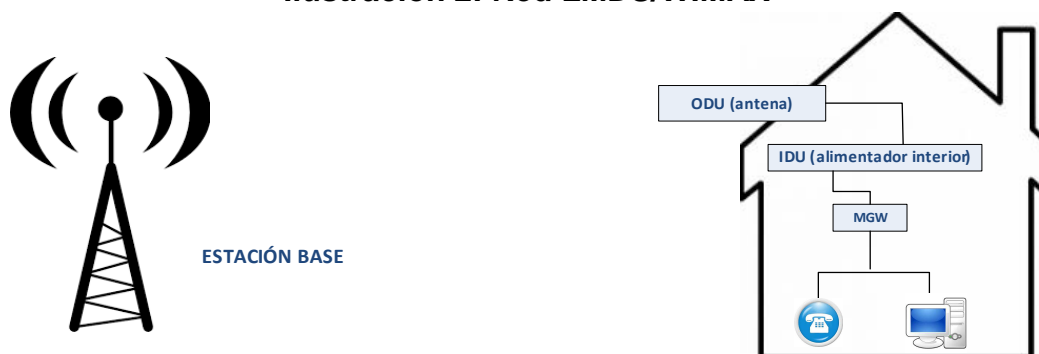 ODU (antena)
IDU (alimentador interior)
MGW
ESTACIÓN BASE